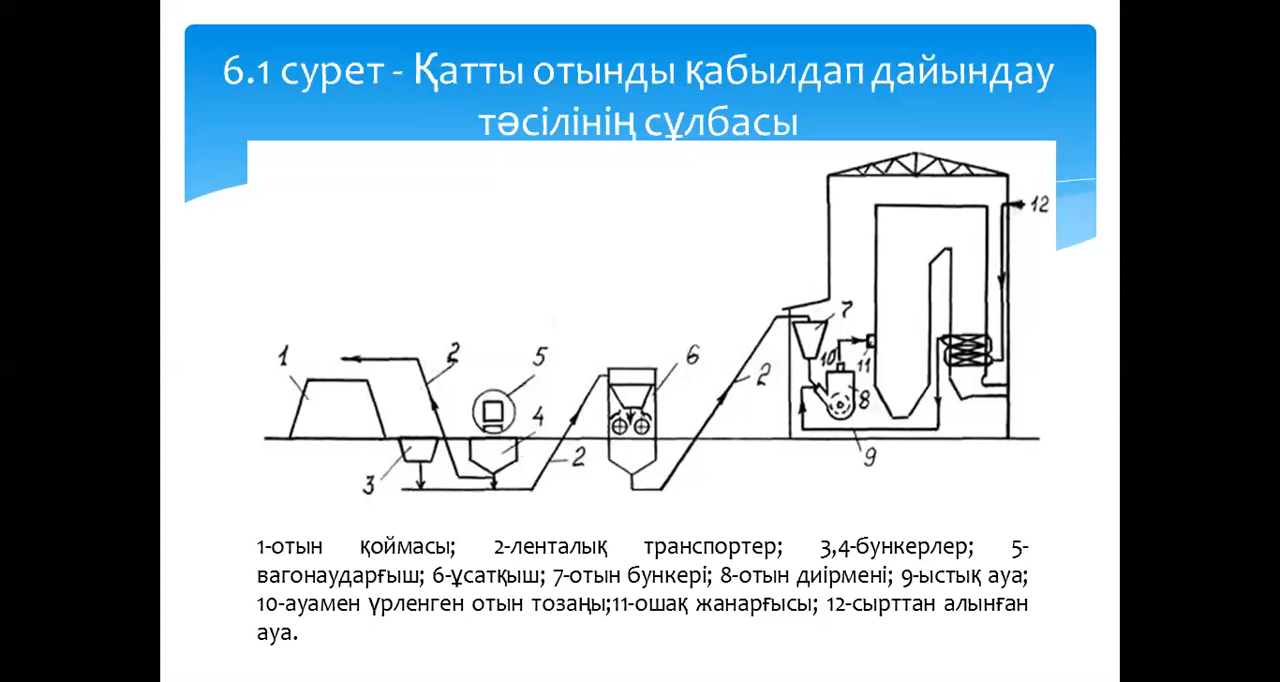 6.1 сурет - Қатты отынды қабылдап дайындау
тәсілінің сұлбасы
12
7
1
2
5
6
10
11
2
4
8
3
2
9
1-отын қоймасы; 2-ленталық транспортер; 3,4-бункерлер; 5-
вагонаударғыш; 6-ұсатқыш; 7-отын бункері; 8-отын диірмені; 9-ыстық ауа;
10-ауамен үрленген отын тозаңы;11-ошақ жанарғысы; 12-сырттан алынған
ауа.